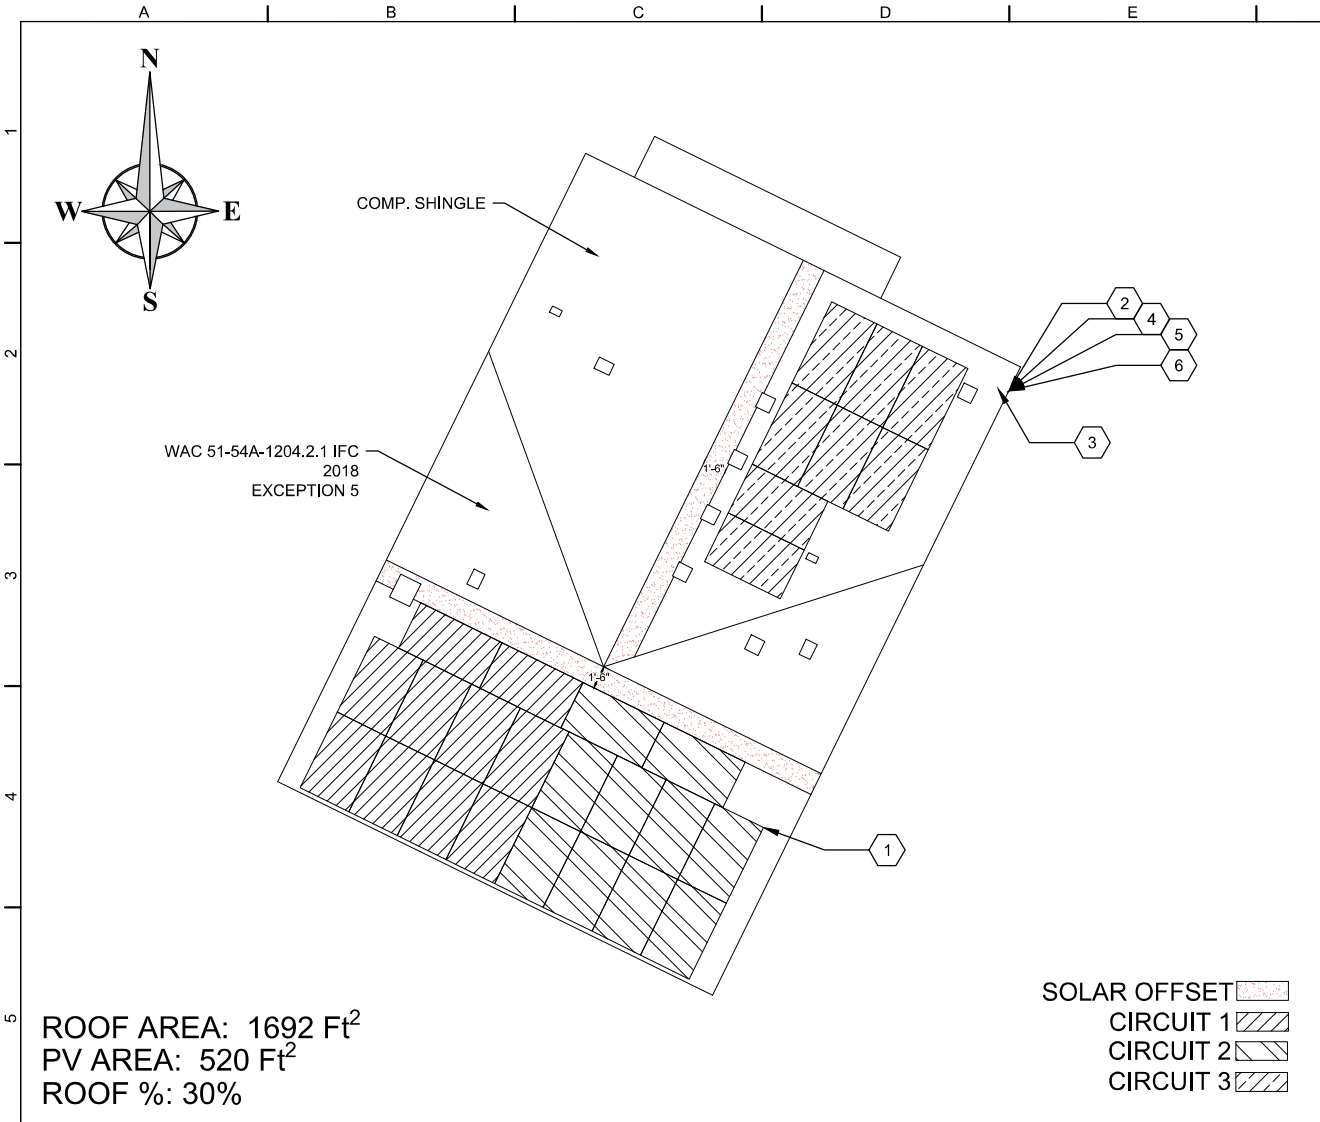 A
B
C
D
E
1
2
3
4
5
N
W
E
S
COMP. SHINGLE
WAC 51-54A-1204.2.1 IFC
2018
EXCEPTION 5
2
4
5
6
3
1'-6"
1'-6"
1
ROOF AREA: 1692 Ft²
PV AREA: 520 Ft²
ROOF %: 30%
SOLAR OFFSET
CIRCUIT 1
CIRCUIT 2
CIRCUIT 3